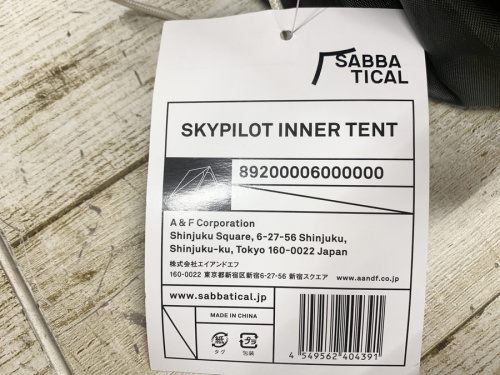 SABBA
TICAL
SKYPILOT INNER TENT
89200006000000
A & F Corporation
Shinjuku Square, 6-27-56 Shinjuku,
Shinjuku-ku, Tokyo 160-0022 Japan
株式会社エイアンドエフ
160-0022 東京都新宿区新宿6-27-56 新宿スクエア www.aandf.co.jp
www.sabbatical.jp
MADE IN CHINA
紙 プラ
タグ 包装
4 549562 404391